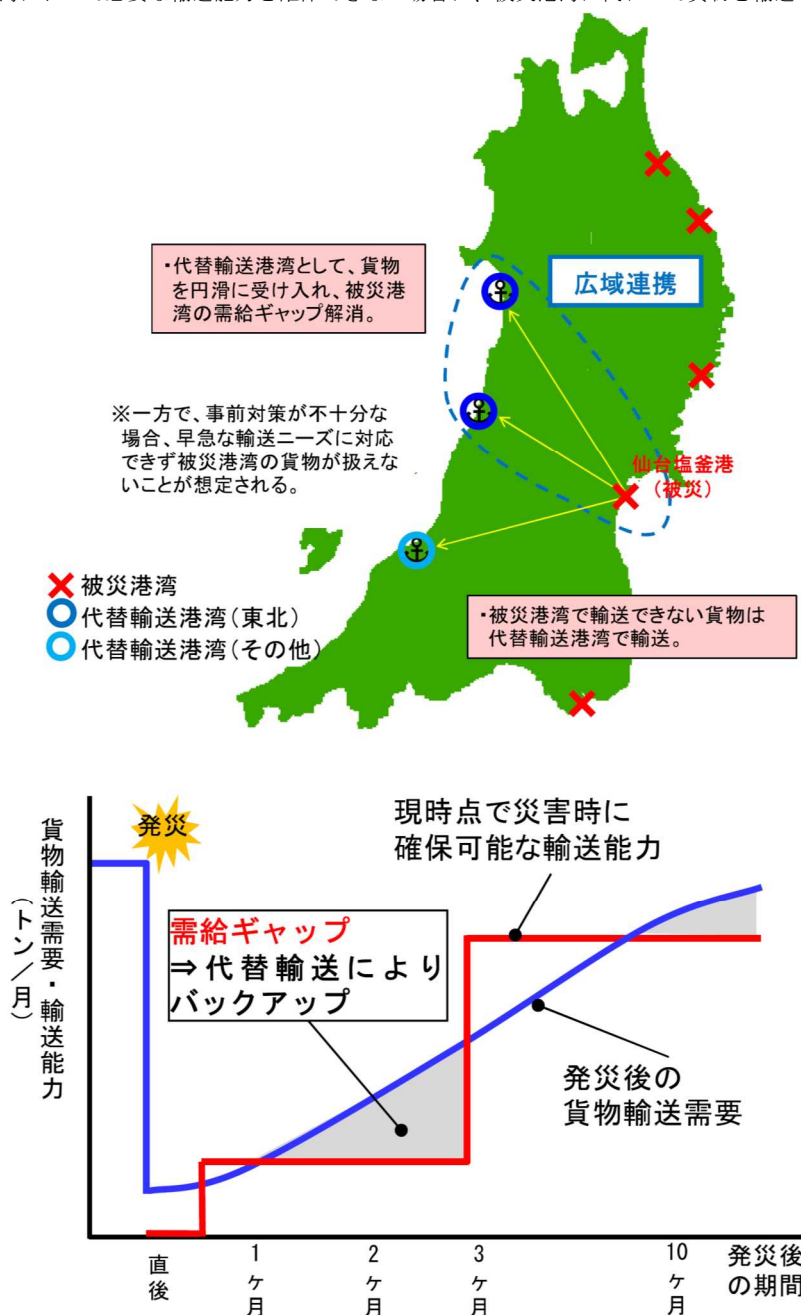 ・代替輸送港湾として、貨物
を円滑に受け入れ、被災港
湾の需給ギャップ解消。
広域連携
※一方で、事前対策が不十分な
場合、早急な輸送ニーズに対応
できず被災港湾の貨物が扱えな
いことが想定される。
仙台塩釜港
(被災)
被災港湾
代替輸送港湾(東北)
代替輸送港湾(その他)
・被災港湾で輸送できない貨物は
代替輸送港湾で輸送。
貨物輸送需要・輸送能力
(トン/月)
発災
現時点で災害時に
確保可能な輸送能力
需給ギャップ
⇒代替輸送により
バックアップ
発災後の
貨物輸送需要
直後
1ヶ月
2ヶ月
3ヶ月
10ヶ月
発災後
の期間